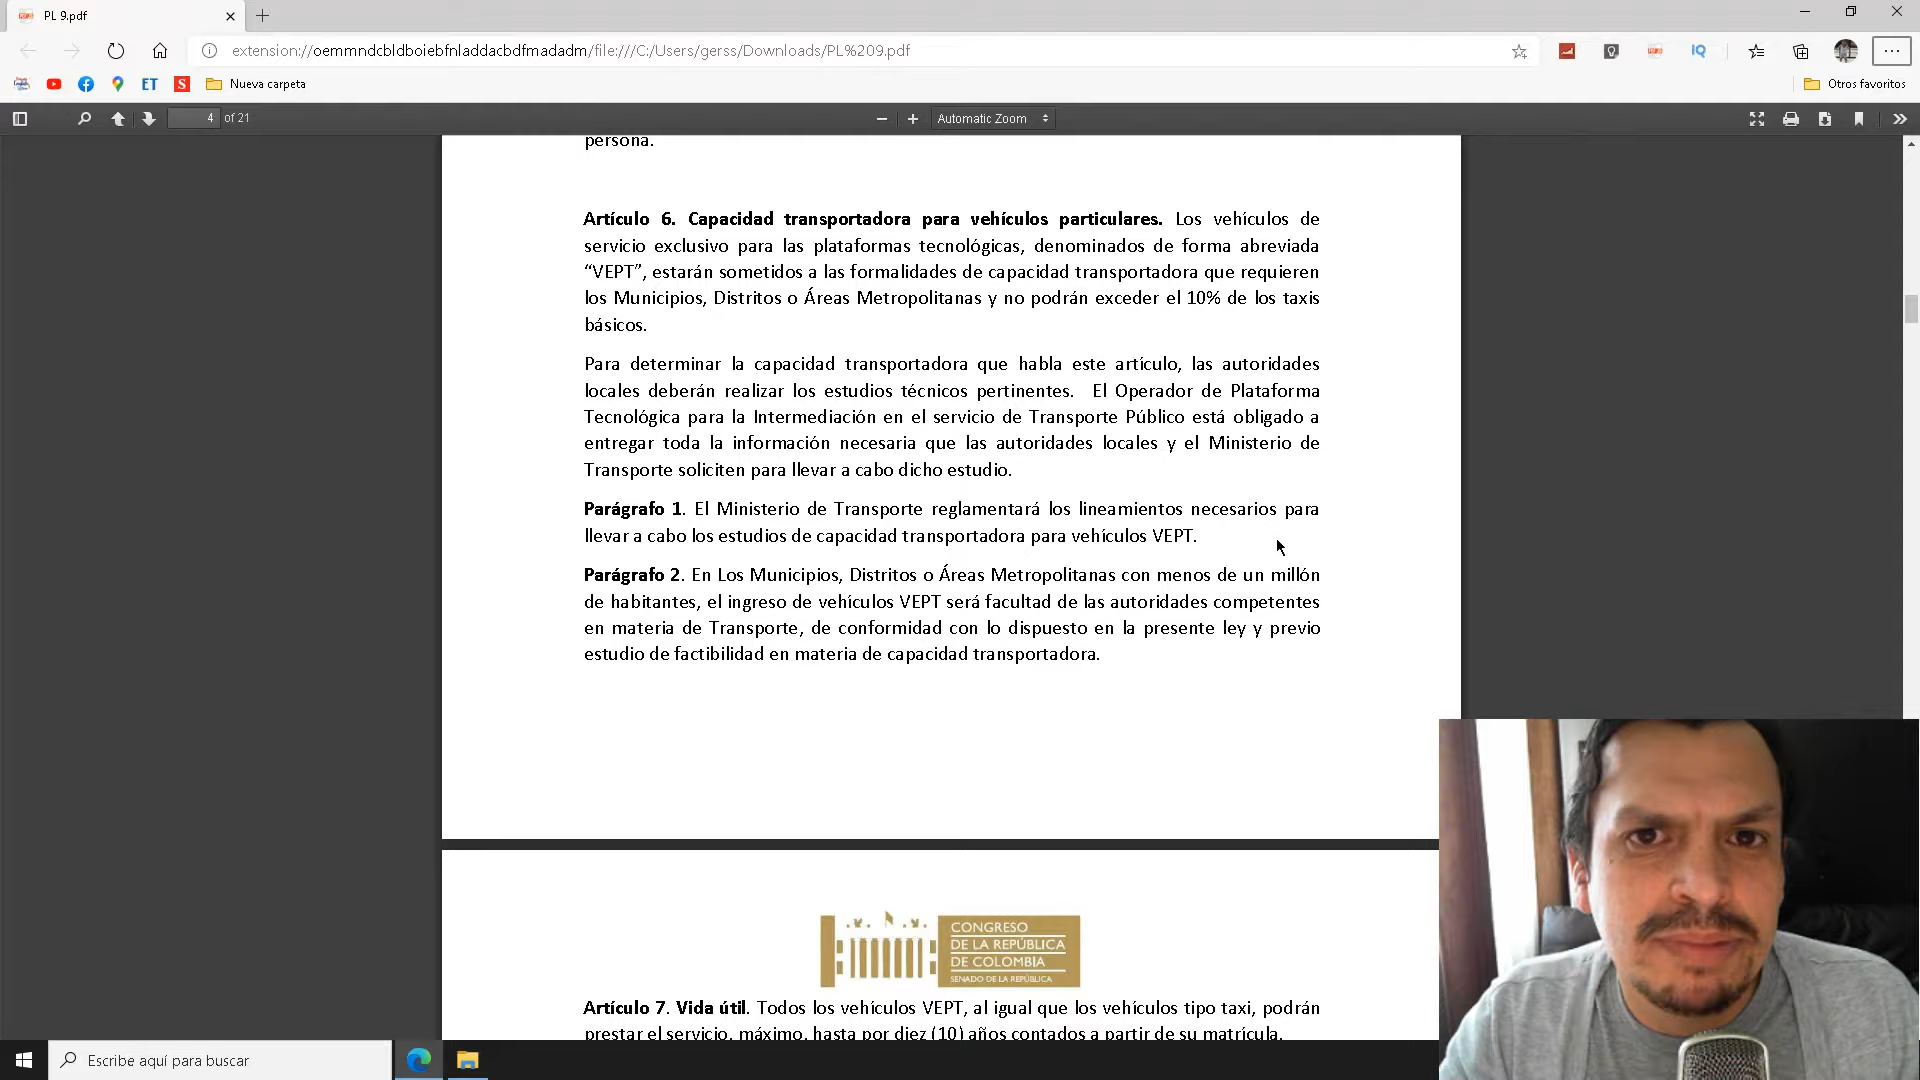 PL 9.pdf
extension://oemmndcbldboiebfnladdacbdfmadadm/file:///C:/Users/gerss/Downloads/PL%209.pdf
IQ
ET
S
Nueva carpeta
Otros favoritos
4 of 21
Automatic Zoom
persona.
Artículo 6. Capacidad transportadora para vehículos particulares. Los vehículos de
servicio exclusivo para las plataformas tecnológicas, denominados de forma abreviada
“VEPT”, estarán sometidos a las formalidades de capacidad transportadora que requieren
los Municipios, Distritos o Áreas Metropolitanas y no podrán exceder el 10% de los taxis
básicos.
Para determinar la capacidad transportadora que habla este artículo, las autoridades
locales deberán realizar los estudios técnicos pertinentes. El Operador de Plataforma
Tecnológica para la Intermediación en el servicio de Transporte Público está obligado a
entregar toda la información necesaria que las autoridades locales y el Ministerio de
Transporte soliciten para llevar a cabo dicho estudio.
Parágrafo 1. El Ministerio de Transporte reglamentará los lineamientos necesarios para
llevar a cabo los estudios de capacidad transportadora para vehículos VEPT.
Parágrafo 2. En Los Municipios, Distritos o Áreas Metropolitanas con menos de un millón
de habitantes, el ingreso de vehículos VEPT será facultad de las autoridades competentes
en materia de Transporte, de conformidad con lo dispuesto en la presente ley y previo
estudio de factibilidad en materia de capacidad transportadora.
CONGRESO
DE LA REPÚBLICA
DE COLOMBIA
SENADO DE LA REPÚBLICA
Artículo 7. Vida útil. Todos los vehículos VEPT, al igual que los vehículos tipo taxi, podrán
prestar el servicio, máximo, hasta por diez (10) años contados a partir de su matrícula.
Escribe aquí para buscar